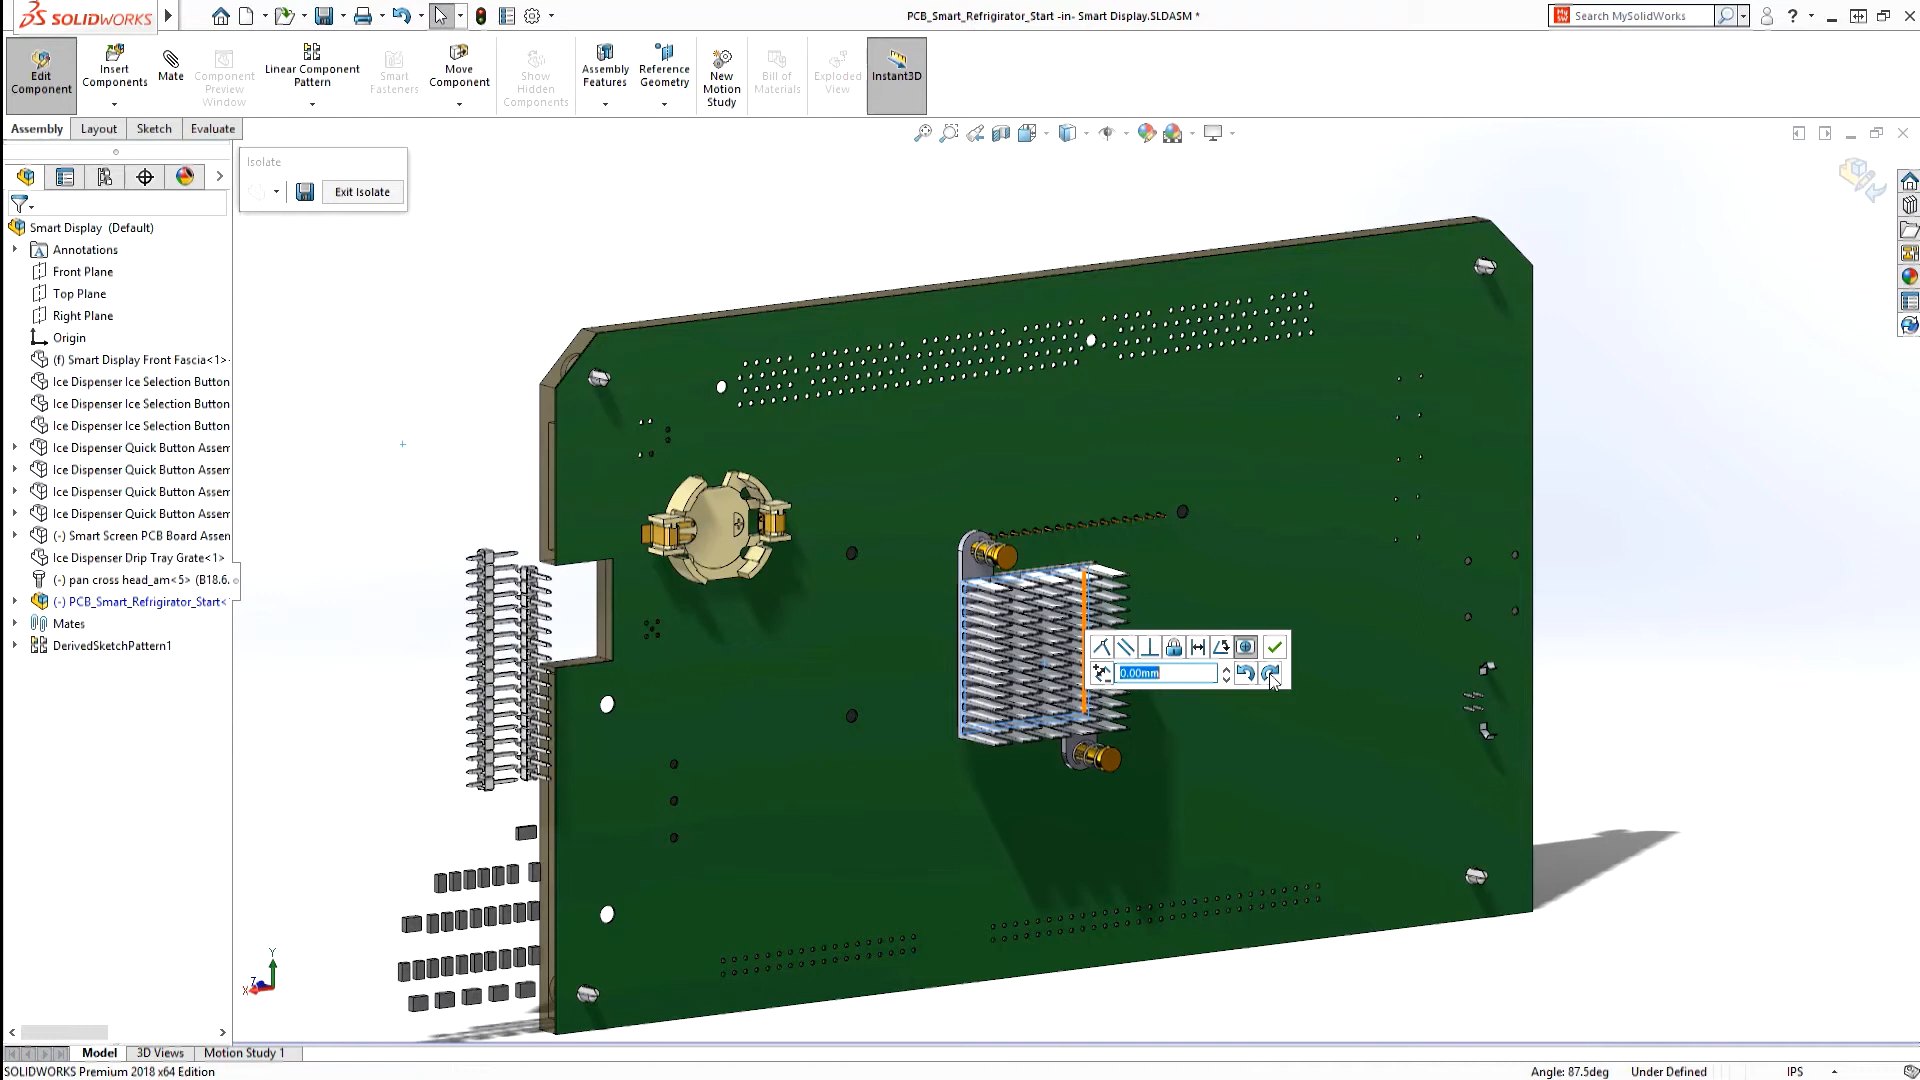 SOLIDWORKS
PCB_Smart_Refrigirator_Start -in- Smart Display.SLDASM *
Search MySolidWorks
Edit Component
Insert Components
Mate
Component Preview Window
Linear Component Pattern
Smart Fasteners
Move Component
Show Hidden Components
Assembly Features
Reference Geometry
New Motion Study
Bill of Materials
Exploded View
Instant3D
Assembly
Layout
Sketch
Evaluate
Isolate
Exit Isolate
Smart Display (Default)
Annotations
Front Plane
Top Plane
Right Plane
Origin
(f) Smart Display Front Fascia<1>
Ice Dispenser Ice Selection Button
Ice Dispenser Ice Selection Button
Ice Dispenser Ice Selection Button
Ice Dispenser Quick Button Assem
Ice Dispenser Quick Button Assem
Ice Dispenser Quick Button Assem
Ice Dispenser Quick Button Assem
(-) Smart Screen PCB Board Assen
Ice Dispenser Drip Tray Grate<1>
(-) pan cross head_am<5> (B18.6.
(-) PCB_Smart_Refrigirator_Start<
Mates
DerivedSketchPattern1
0.00mm
Y
Z
X
Model
3D Views
Motion Study 1
SOLIDWORKS Premium 2018 x64 Edition
Angle: 87.5deg
Under Defined
IPS